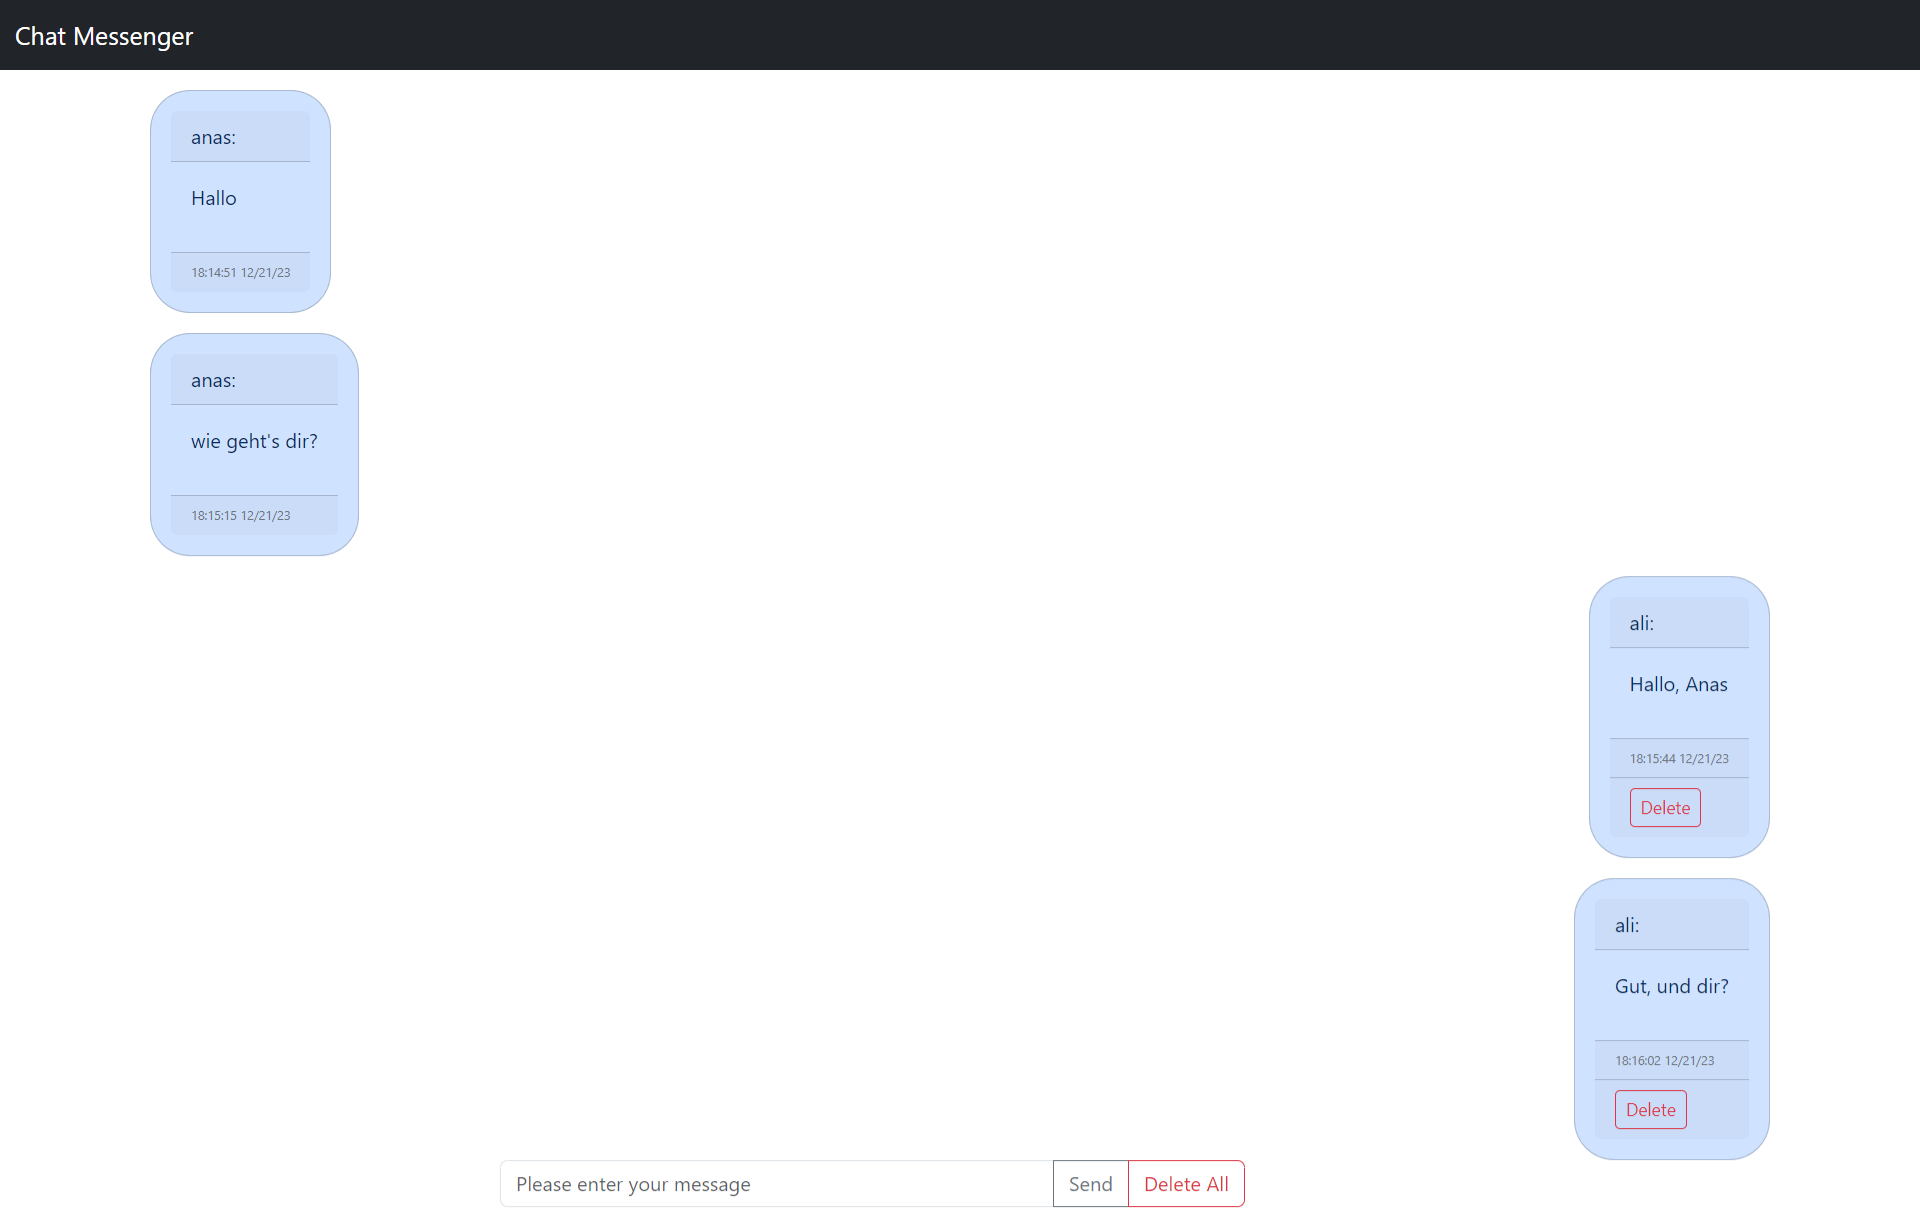 Chat Messenger
anas:
Hallo
18:14:51 12/21/23
anas:
wie geht's dir?
18:15:15 12/21/23
ali:
Hallo, Anas
18:15:44 12/21/23
Delete
ali:
Gut, und dir?
18:16:02 12/21/23
Delete
Please enter your message Send Delete All